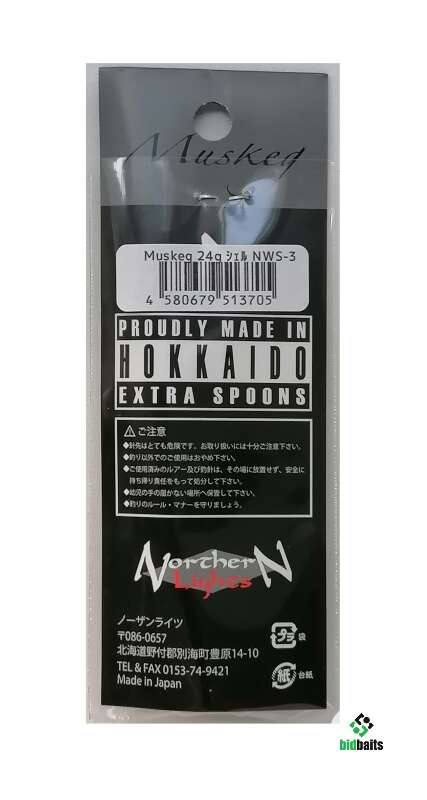 Muskeg
Muskeg 24g ｼｪﾙ NWS-3
4 580679 513705
PROUDLY MADE IN
HOKKAIDO
EXTRA SPOONS
⚠ご注意
◆針先はとても危険です。お取り扱いには十分ご注意下さい。
◆釣り以外でのご使用はおやめ下さい。
◆ご使用済みのルアー及び釣針は、その場に放置せず、安全に
持ち帰り責任をもって処分して下さい。
◆幼児の手の届かない場所へ保管して下さい。
◆釣りのルール・マナーを守りましょう。
NortherN
Lights
ノーザンライツ
〒086-0657
北海道野付郡別海町豊原14-10
TEL & FAX 0153-74-9421
Made in Japan
プラ 袋
紙 台紙
bidbaits